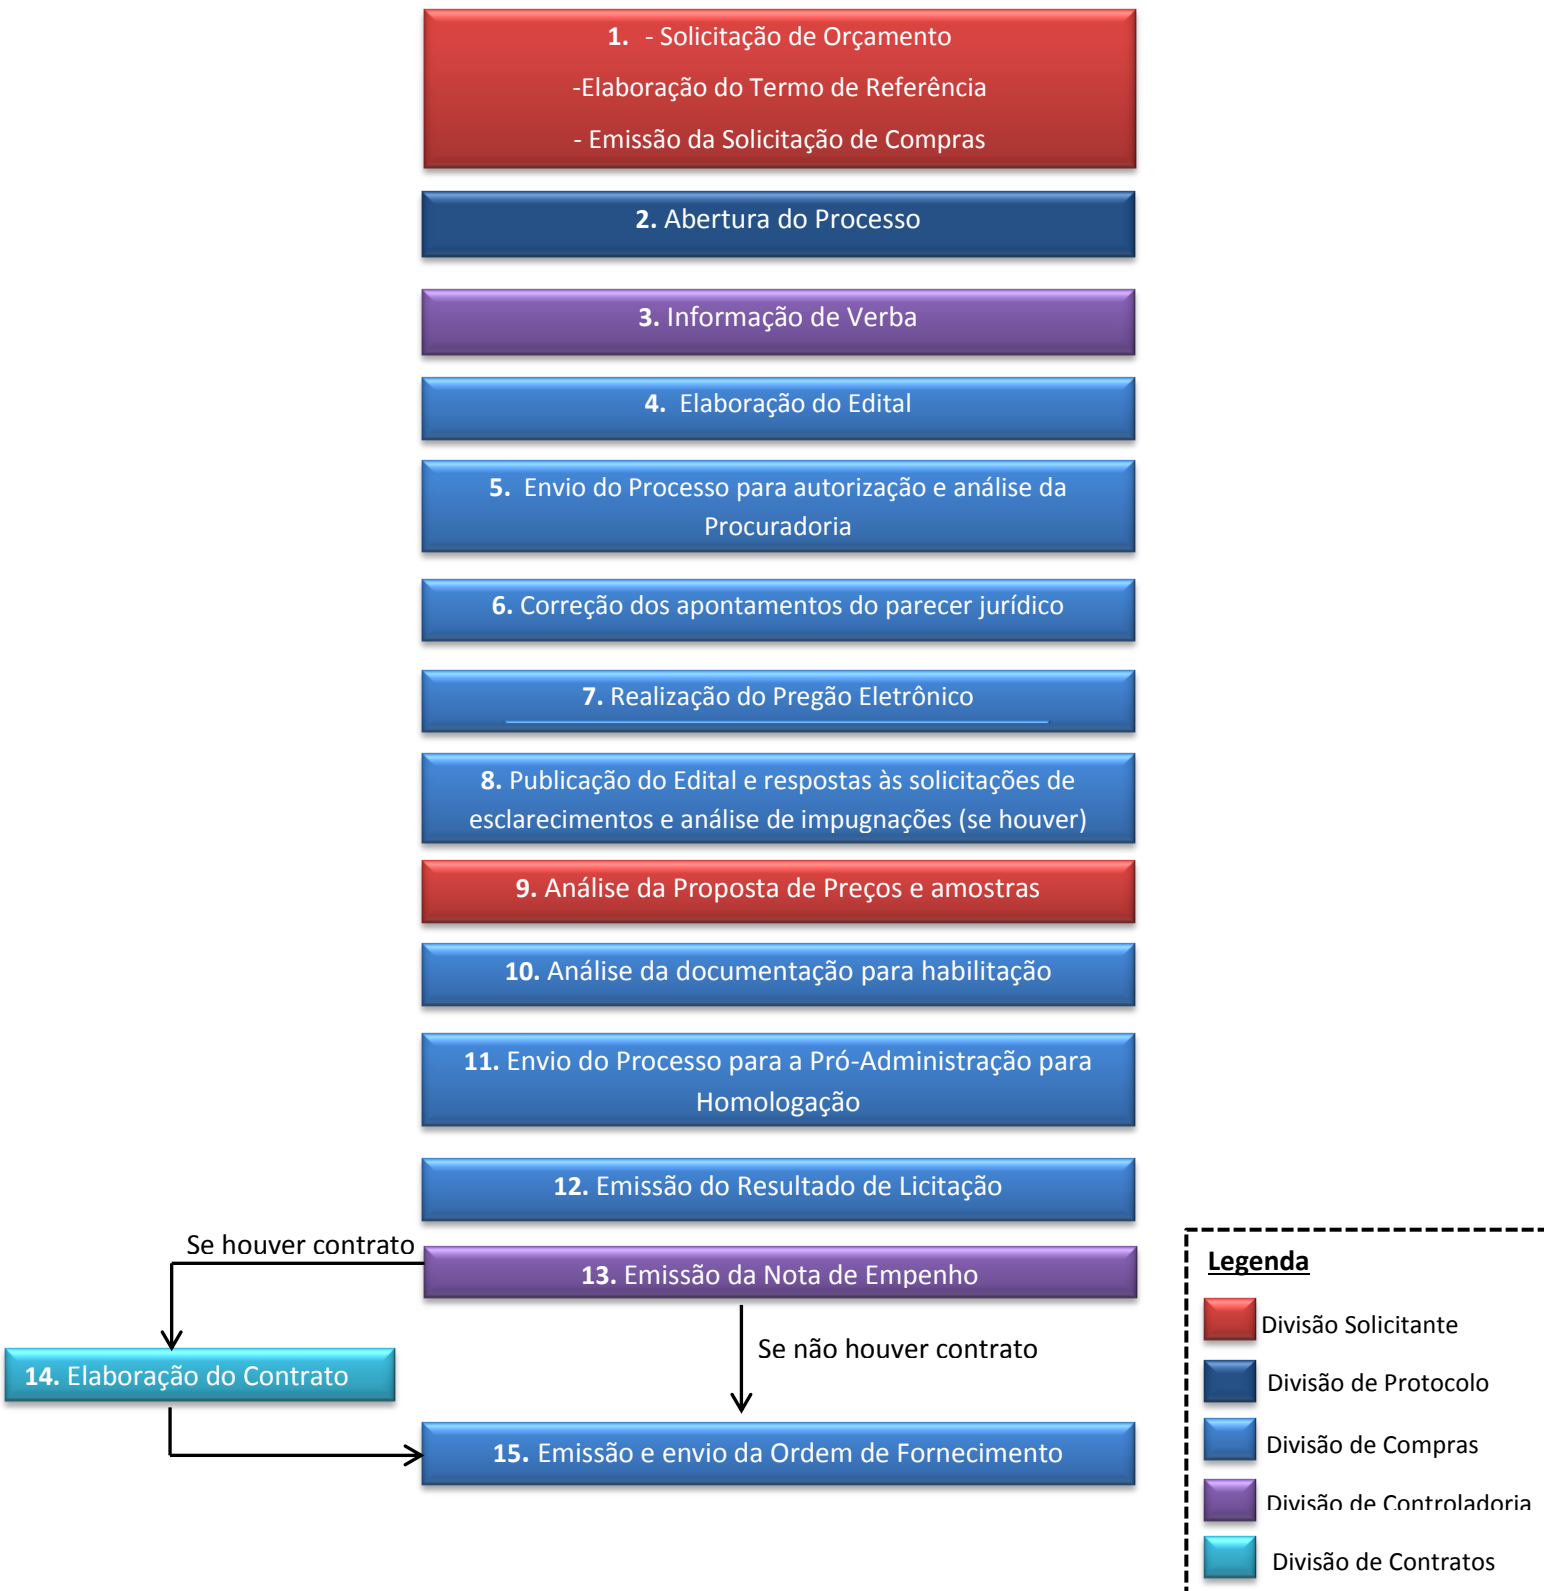 1. - Solicitação de Orçamento
-Elaboração do Termo de Referência
- Emissão da Solicitação de Compras
2. Abertura do Processo
3. Informação de Verba
4. Elaboração do Edital
5. Envio do Processo para autorização e análise da
Procuradoria
6. Correção dos apontamentos do parecer jurídico
7. Realização do Pregão Eletrônico
8. Publicação do Edital e respostas às solicitações de
esclarecimentos e análise de impugnações (se houver)
9. Análise da Proposta de Preços e amostras
10. Análise da documentação para habilitação
11. Envio do Processo para a Pró-Administração para
Homologação
12. Emissão do Resultado de Licitação
Se houver contrato
13. Emissão da Nota de Empenho
Se não houver contrato
14. Elaboração do Contrato
15. Emissão e envio da Ordem de Fornecimento
Legenda
Divisão Solicitante
Divisão de Protocolo
Divisão de Compras
Divisão de Controladoria
Divisão de Contratos